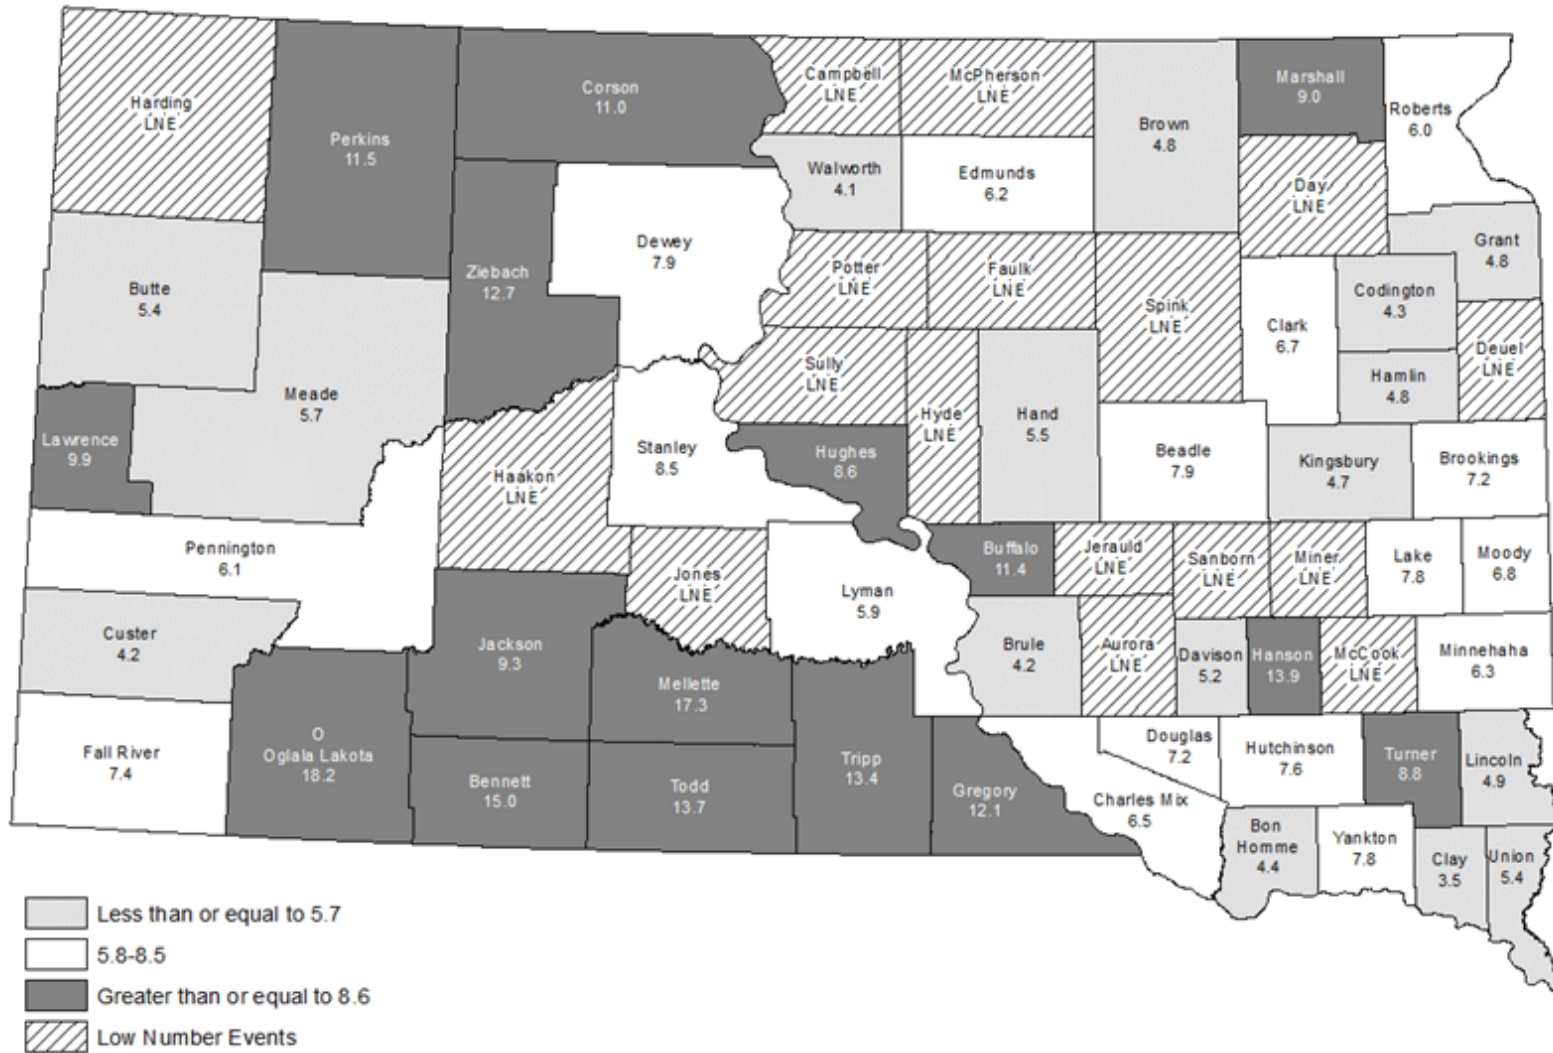 Harding
LNE
Perkins
11.5
Corson
11.0
Campbell
LNE
McPherson
LNE
Brown
4.8
Marshall
9.0
Roberts
6.0
Walworth
4.1
Edmunds
6.2
Day
LNE
Butte
5.4
Ziebach
12.7
Dewey
7.9
Potter
LNE
Faulk
LNE
Spink
LNE
Grant
4.8
Codington
4.3
Clark
6.7
Deuel
LNE
Hamlin
4.8
Meade
5.7
Sully
LNE
Hyde
LNE
Hand
5.5
Lawrence
9.9
Haakon
LNE
Stanley
8.5
Hughes
8.6
Beadle
7.9
Kingsbury
4.7
Brookings
7.2
Pennington
6.1
Jones
LNE
Lyman
5.9
Buffalo
11.4
Jerauld
LNE
Sanborn
LNE
Miner
LNE
Lake
7.8
Moody
6.8
Custer
4.2
Jackson
9.3
Mellette
17.3
Brule
4.2
Aurora
LNE
Davison
5.2
Hanson
13.9
McCook
LNE
Minnehaha
6.3
Fall River
7.4
O
Oglala Lakota
18.2
Bennett
15.0
Todd
13.7
Tripp
13.4
Gregory
12.1
Charles Mix
6.5
Douglas
7.2
Hutchinson
7.6
Turner
8.8
Lincoln
4.9
Bon
Homme
4.4
Yankton
7.8
Clay
3.5
Union
5.4
Less than or equal to 5.7
5.8-8.5
Greater than or equal to 8.6
Low Number Events